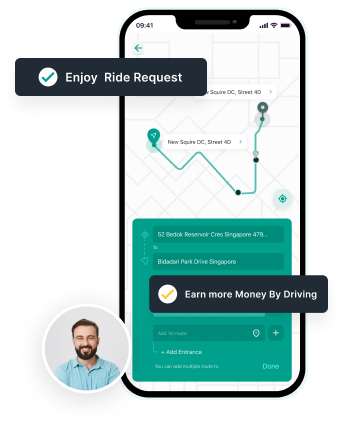 09:41
Enjoy Ride Request
New Squire DC, Street 4D
New Squire DC, Street 4D
52 Bedok Reservoir Cres Singapore 479...
To
Bidadari Park Drive Singapore
Earn more Money By Driving
Add 1st route
+ Add Entrance
You can add multiple route to
Done